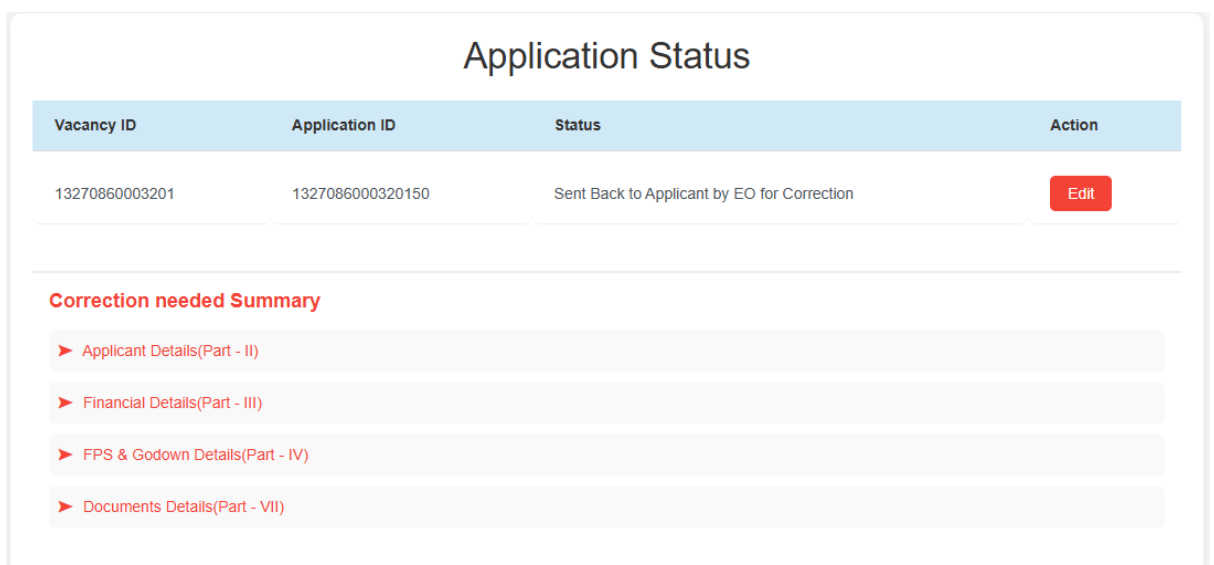 Application Status
Vacancy ID Application ID Status Action
13270860003201 1327086000320150 Sent Back to Applicant by EO for Correction Edit
Correction needed Summary
➤ Applicant Details(Part - II)
➤ Financial Details(Part - III)
➤ FPS & Godown Details(Part - IV)
➤ Documents Details(Part - VII)